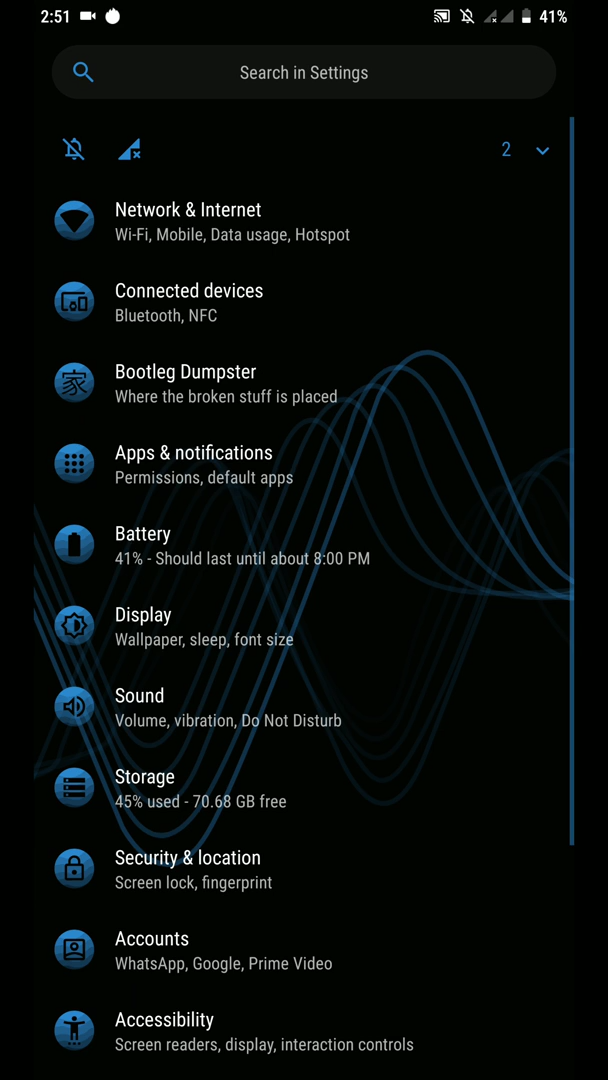 2:51 41%
Search in Settings
2
Network & Internet
Wi-Fi, Mobile, Data usage, Hotspot
Connected devices
Bluetooth, NFC
家
Bootleg Dumpster
Where the broken stuff is placed
Apps & notifications
Permissions, default apps
Battery
41% - Should last until about 8:00 PM
Display
Wallpaper, sleep, font size
Sound
Volume, vibration, Do Not Disturb
Storage
45% used - 70.68 GB free
Security & location
Screen lock, fingerprint
Accounts
WhatsApp, Google, Prime Video
Accessibility
Screen readers, display, interaction controls